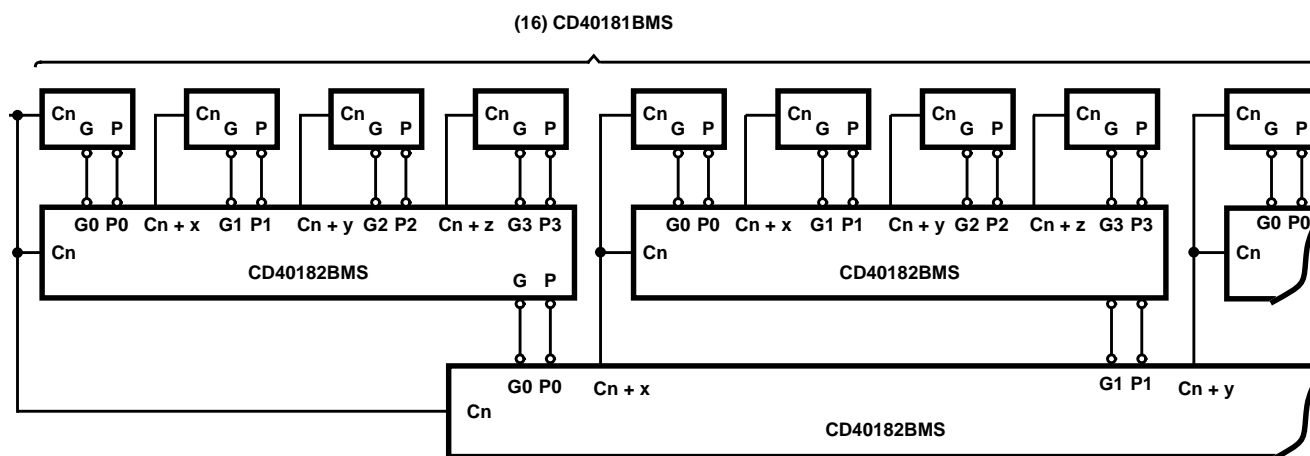 (16) CD40181BMS
Cn G P Cn G P Cn G P Cn G P Cn G P Cn G P Cn G P Cn G P Cn G P
G0 P0 Cn + x G1 P1 Cn + y G2 P2 Cn + z G3 P3 G0 P0 Cn + x G1 P1 Cn + y G2 P2 Cn + z G3 P3 G0 P0
Cn Cn Cn
CD40182BMS CD40182BMS
G P
G0 P0 Cn + x G1 P1 Cn + y
Cn
CD40182BMS